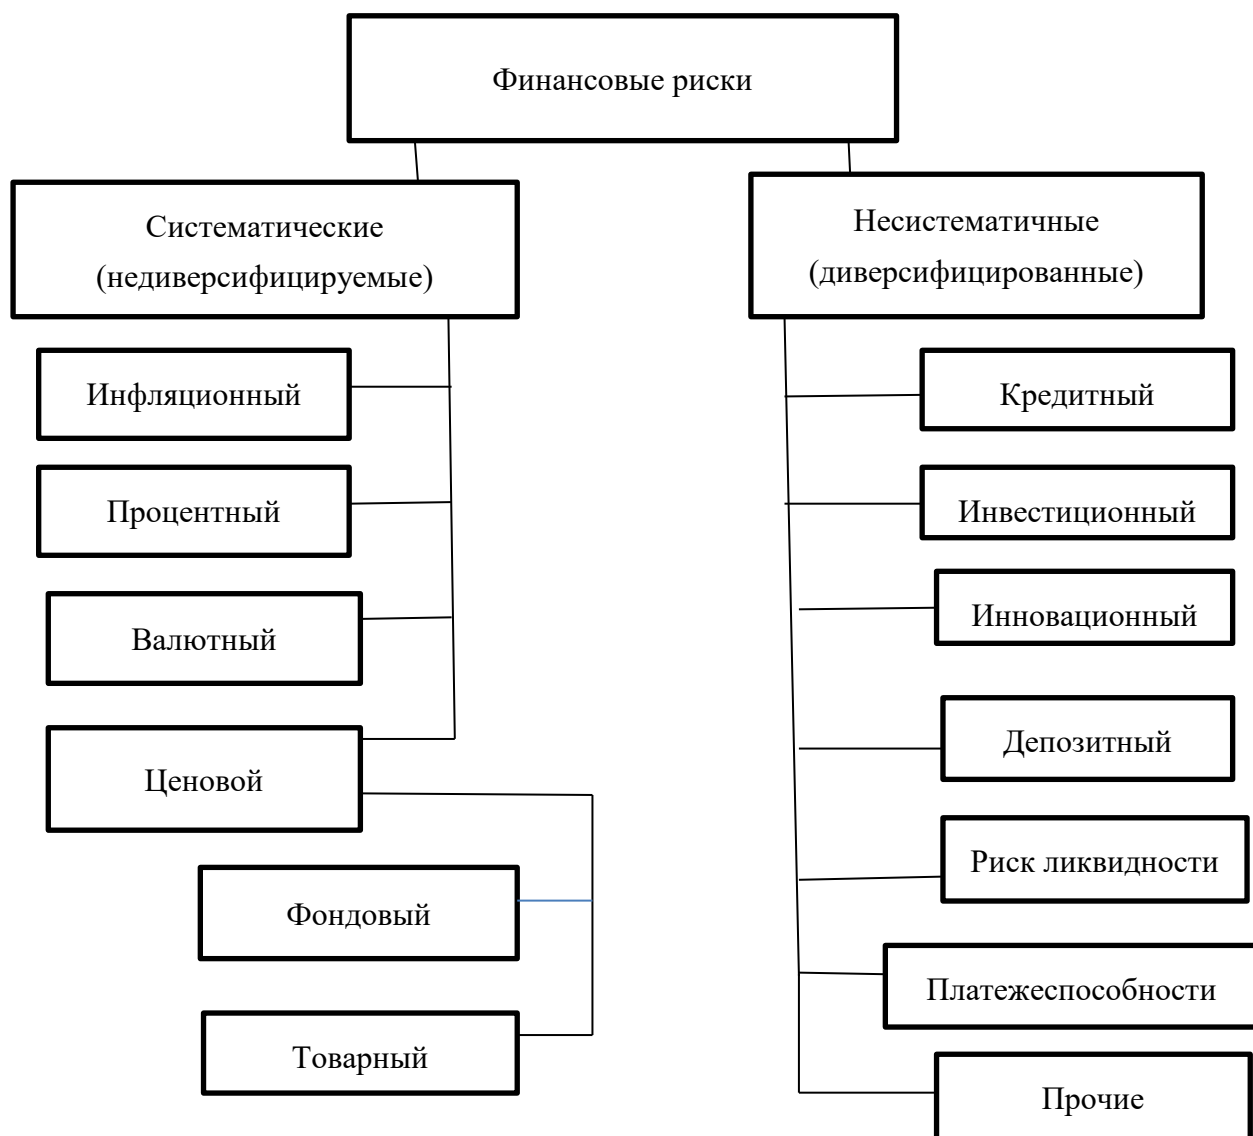 Финансовые риски
Систематические
(недиверсифицируемые)
Инфляционный
Процентный
Валютный
Ценовой
Фондовый
Товарный
Несистематичные
(диверсифицированные)
Кредитный
Инвестиционный
Инновационный
Депозитный
Риск ликвидности
Платежеспособности
Прочие